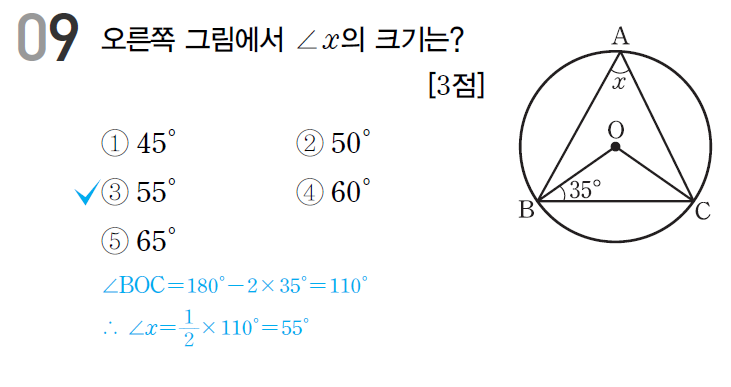 09 오른쪽 그림에서 ∠x의 크기는?
[3점]
① 45° ② 50°
③ 55° ④ 60°
⑤ 65°
∠BOC=180°-2×35°=110°
∴ ∠x=1/2×110°=55°
A
x
O
35°
B
C